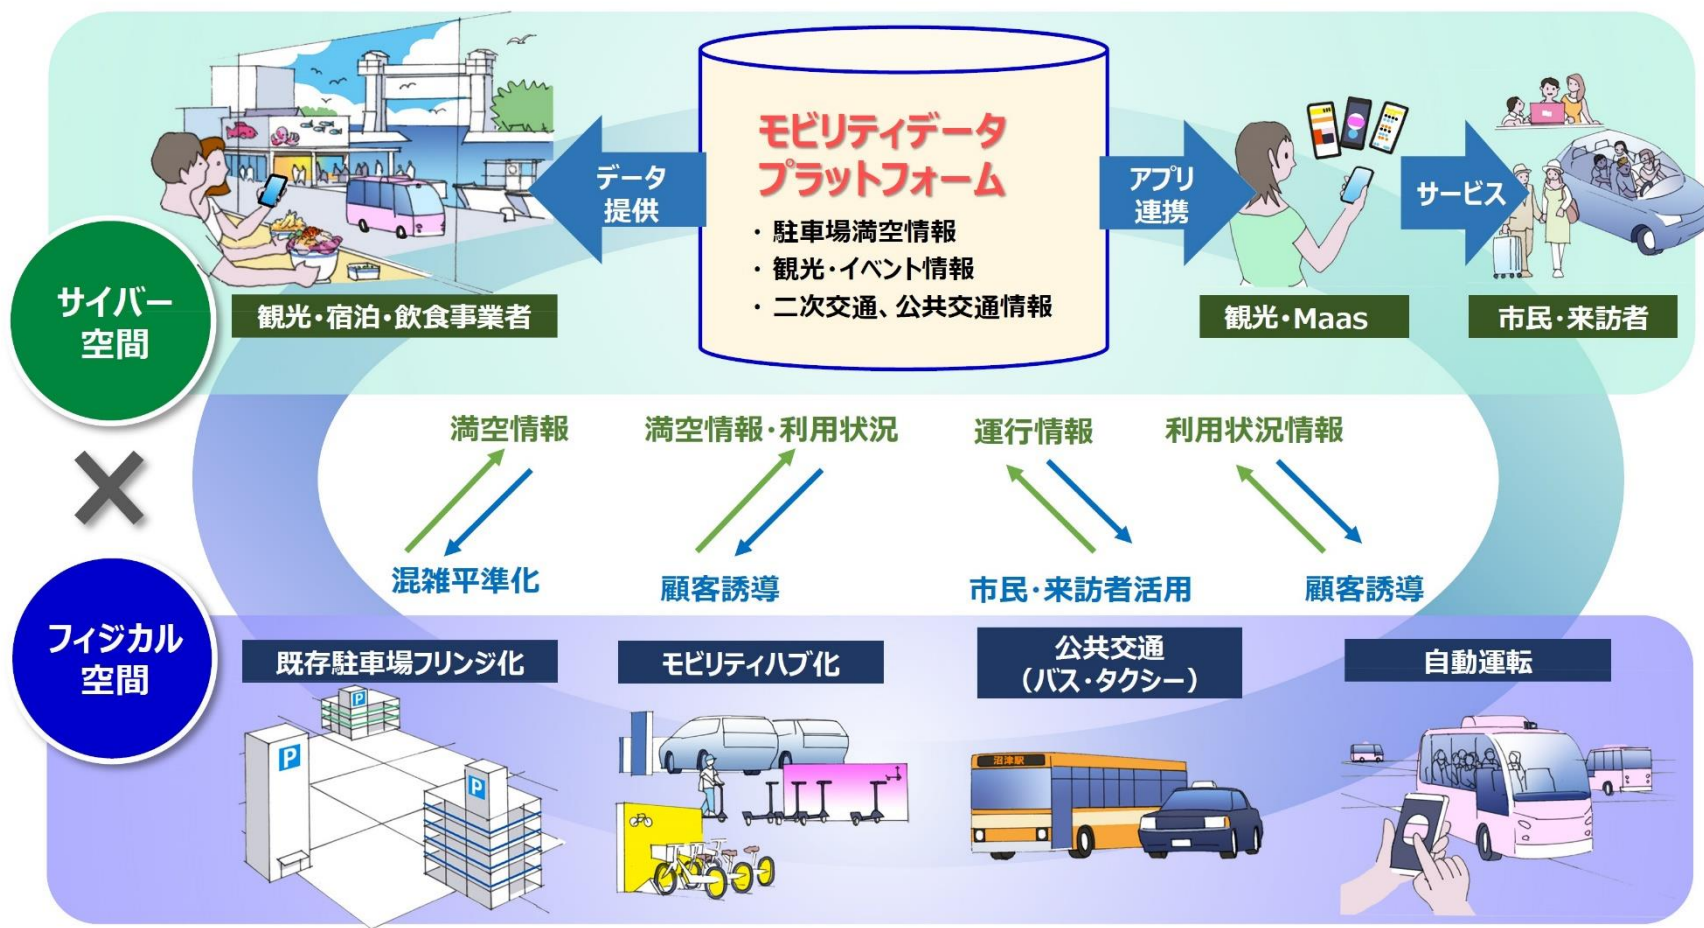 モビリティデータ
プラットフォーム
・駐車場満空情報
・観光・イベント情報
・二次交通、公共交通情報
データ
提供
アプリ
連携
サービス
サイバー
空間
観光・宿泊・飲食事業者
観光・Maas
市民・来訪者
満空情報
満空情報・利用状況
運行情報
利用状況情報
混雑平準化
顧客誘導
市民・来訪者活用
顧客誘導
フィジカル
空間
既存駐車場フリンジ化
モビリティハブ化
公共交通
（バス・タクシー）
自動運転
P
P
P
沼津駅